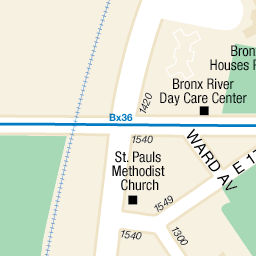 Bron
Houses R
Bronx River
Day Care Center
1420
Bx36
1540
WARD AV
E 17
St. Pauls
Methodist
Church
1549
1540
1300